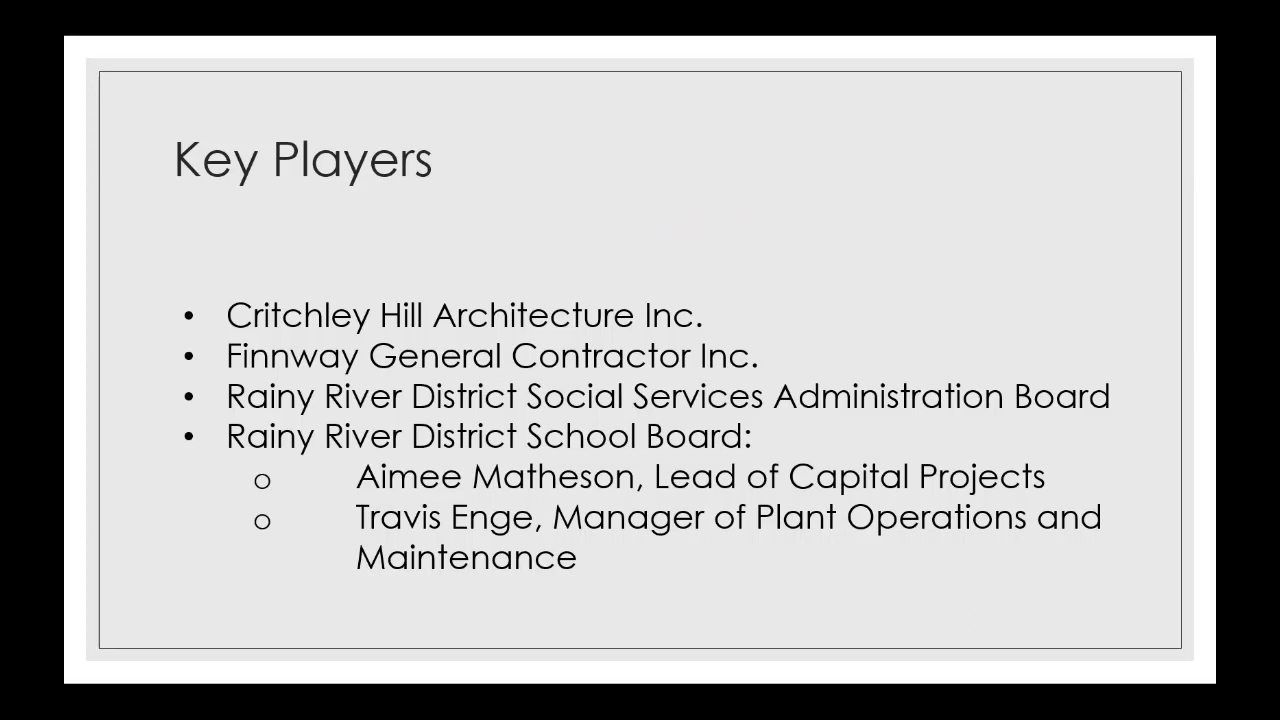 Key Players
• Critchley Hill Architecture Inc.
• Finnway General Contractor Inc.
• Rainy River District Social Services Administration Board
• Rainy River District School Board:
o Aimee Matheson, Lead of Capital Projects
o Travis Enge, Manager of Plant Operations and
Maintenance